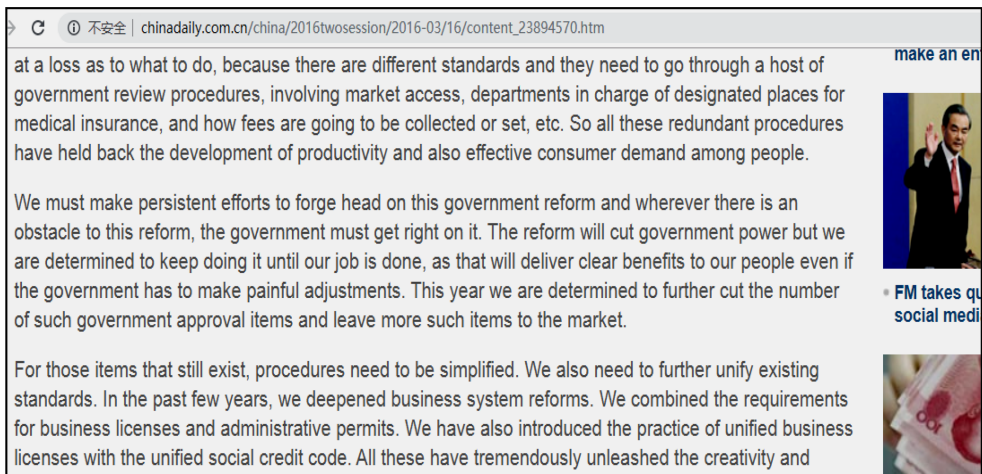 不安全 chinadaily.com.cn/china/2016twosession/2016-03/16/content_23894570.htm
at a loss as to what to do, because there are different standards and they need to go through a host of
government review procedures, involving market access, departments in charge of designated places for
medical insurance, and how fees are going to be collected or set, etc. So all these redundant procedures
have held back the development of productivity and also effective consumer demand among people.
We must make persistent efforts to forge head on this government reform and wherever there is an
obstacle to this reform, the government must get right on it. The reform will cut government power but we
are determined to keep doing it until our job is done, as that will deliver clear benefits to our people even if
the government has to make painful adjustments. This year we are determined to further cut the number
of such government approval items and leave more such items to the market.
For those items that still exist, procedures need to be simplified. We also need to further unify existing
standards. In the past few years, we deepened business system reforms. We combined the requirements
for business licenses and administrative permits. We have also introduced the practice of unified business
licenses with the unified social credit code. All these have tremendously unleashed the creativity and
make an en
FM takes qu
social medi
100